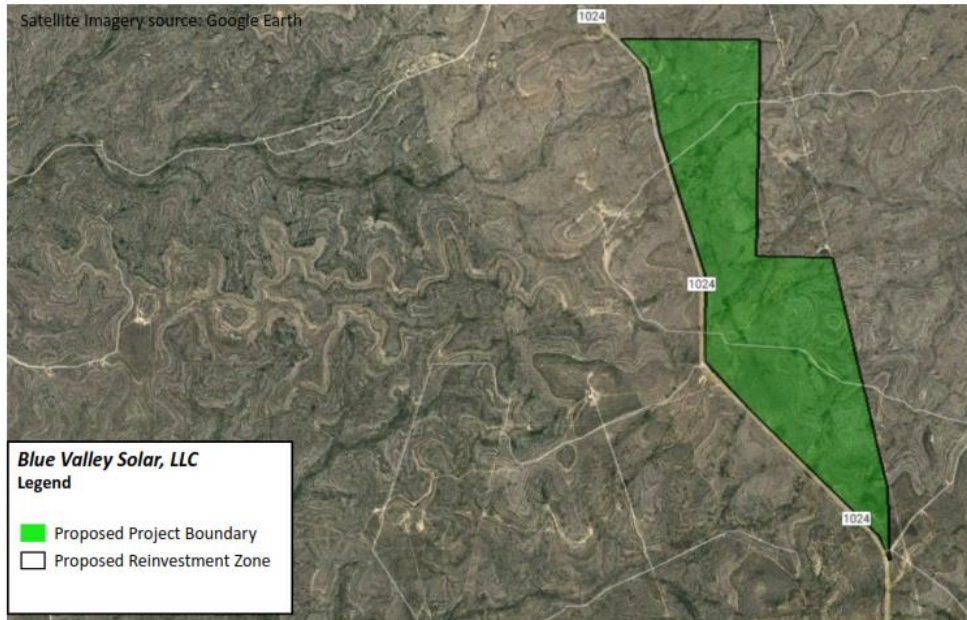 Satellite Imagery source: Google Earth
1024
1024
1024
Blue Valley Solar, LLC
Legend
Proposed Project Boundary
Proposed Reinvestment Zone